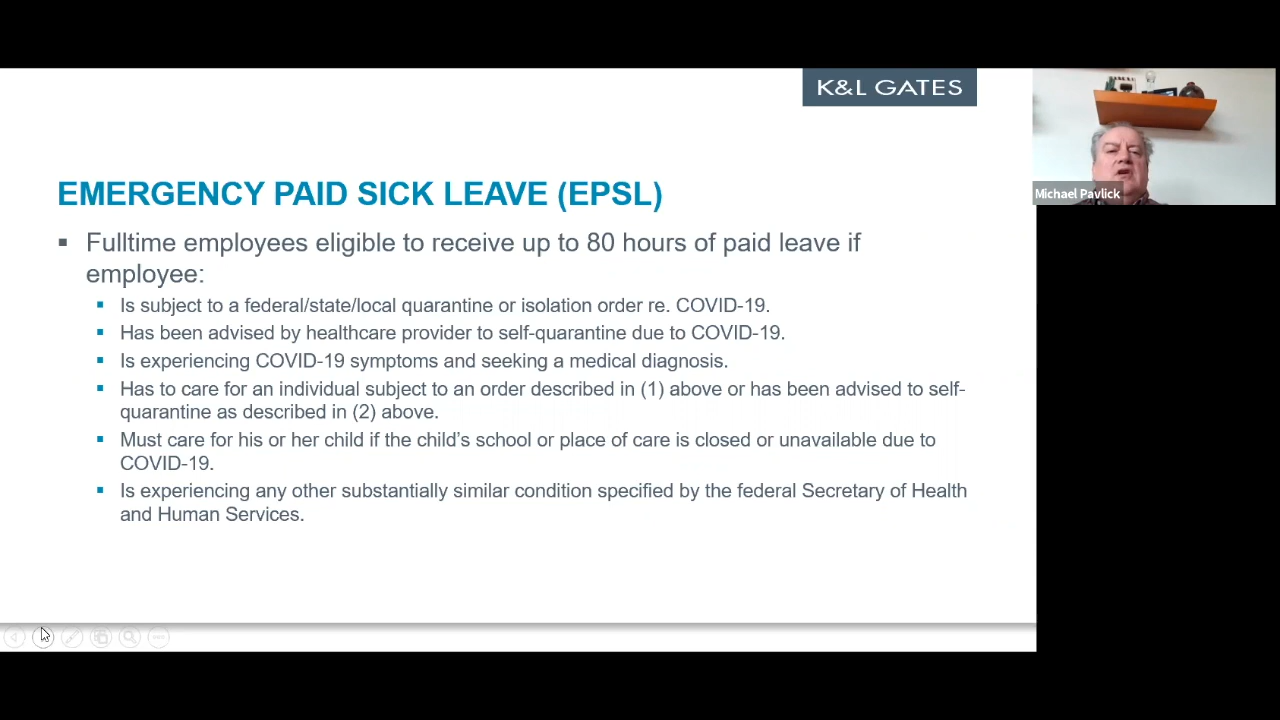 K&L GATES
EMERGENCY PAID SICK LEAVE (EPSL)
Fulltime employees eligible to receive up to 80 hours of paid leave if
employee:
Is subject to a federal/state/local quarantine or isolation order re. COVID-19.
Has been advised by healthcare provider to self-quarantine due to COVID-19.
Is experiencing COVID-19 symptoms and seeking a medical diagnosis.
Has to care for an individual subject to an order described in (1) above or has been advised to self-
quarantine as described in (2) above.
Must care for his or her child if the child's school or place of care is closed or unavailable due to
COVID-19.
Is experiencing any other substantially similar condition specified by the federal Secretary of Health
and Human Services.
Michael Pavlick